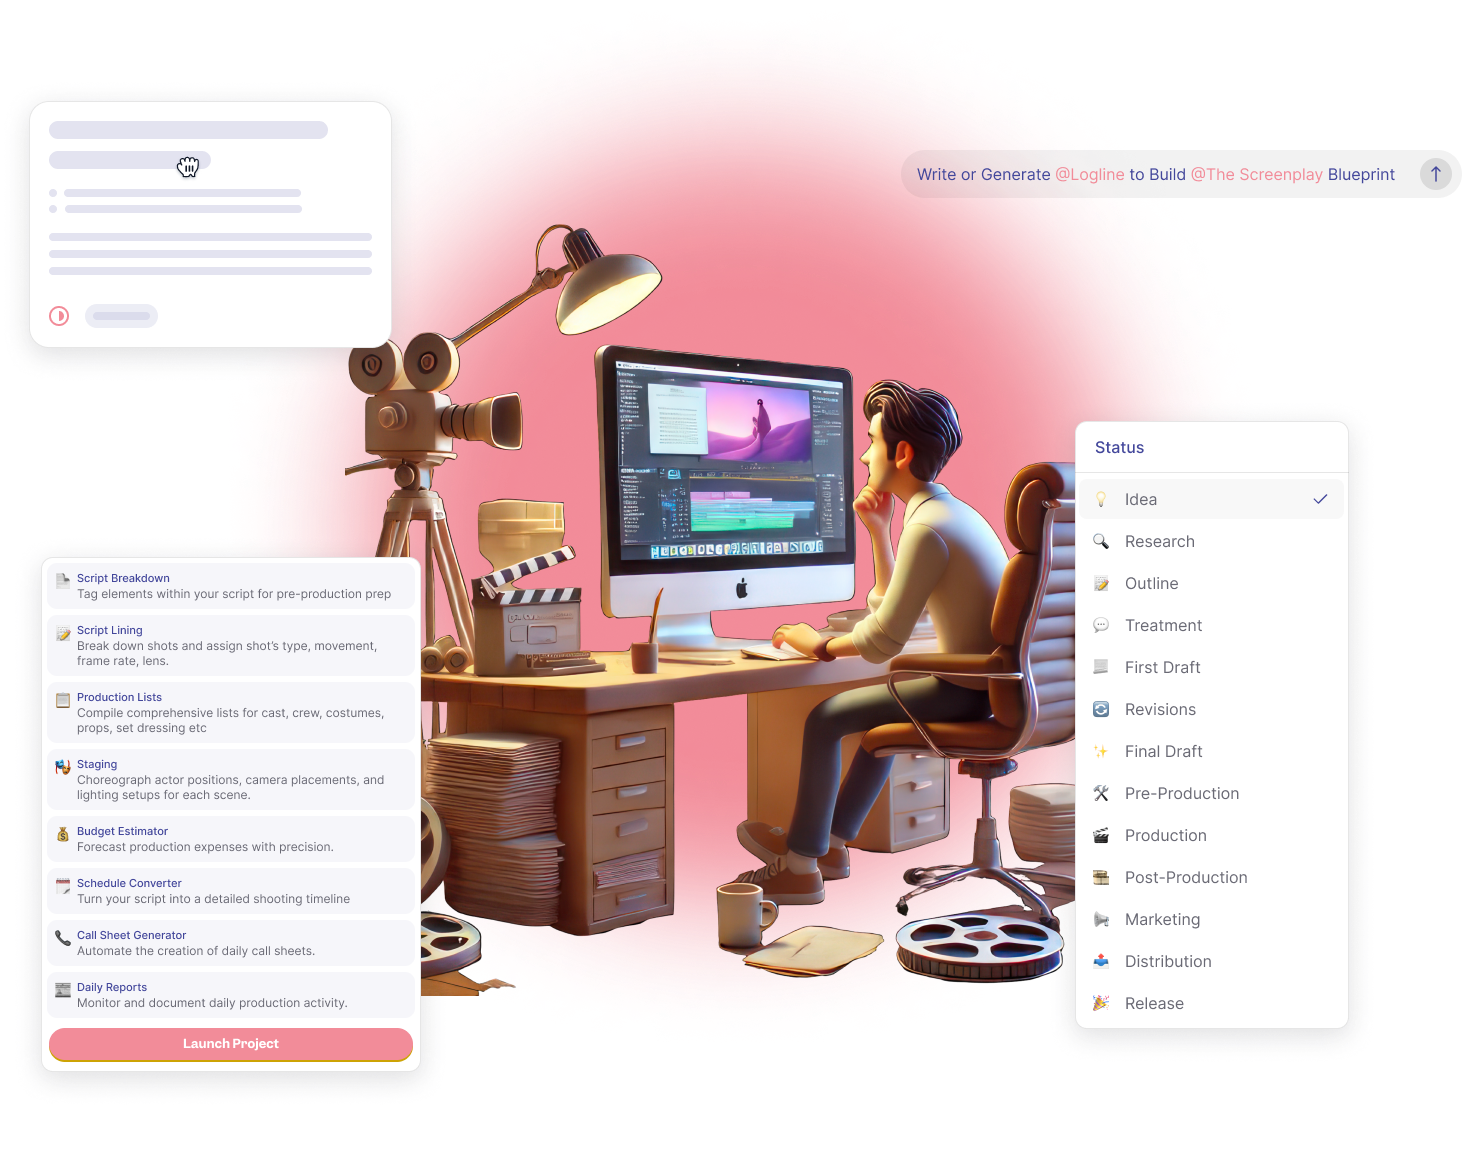 Write or Generate @Logline to Build @The Screenplay Blueprint
Status
Idea
Research
Outline
Treatment
First Draft
Revisions
Final Draft
Pre-Production
Production
Post-Production
Marketing
Distribution
Release
Script Breakdown
Tag elements within your script for pre-production prep
Script Lining
Break down shots and assign shot's type, movement,
frame rate, lens.
Production Lists
Compile comprehensive lists for cast, crew, costumes,
props, set dressing etc
Staging
Choreograph actor positions, camera placements, and
lighting setups for each scene.
Budget Estimator
Forecast production expenses with precision.
Schedule Converter
Turn your script into a detailed shooting timeline
Call Sheet Generator
Automate the creation of daily call sheets.
Daily Reports
Monitor and document daily production activity.
Launch Project